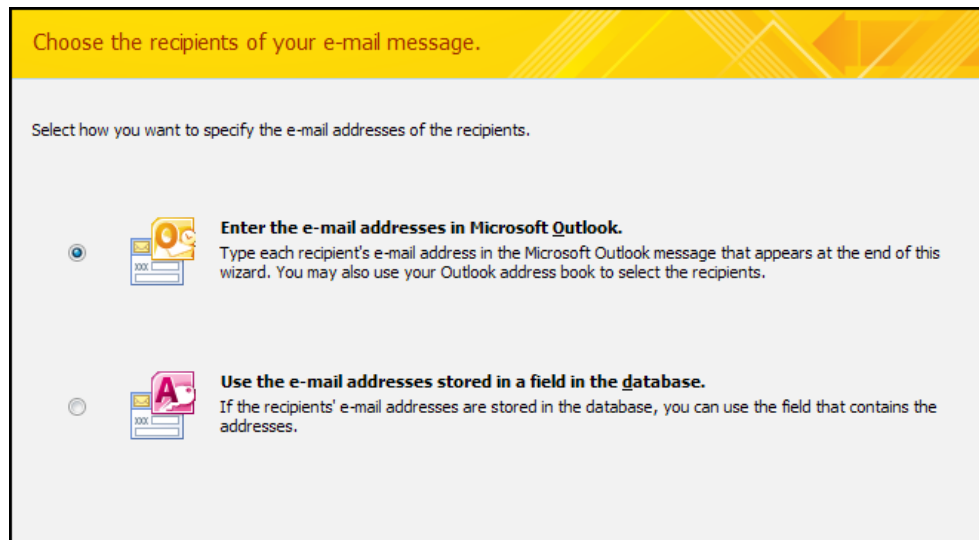 Choose the recipients of your e-mail message.
Select how you want to specify the e-mail addresses of the recipients.
Enter the e-mail addresses in Microsoft Outlook.
Type each recipient's e-mail address in the Microsoft Outlook message that appears at the end of this
wizard. You may also use your Outlook address book to select the recipients.
Use the e-mail addresses stored in a field in the database.
If the recipients' e-mail addresses are stored in the database, you can use the field that contains the
addresses.